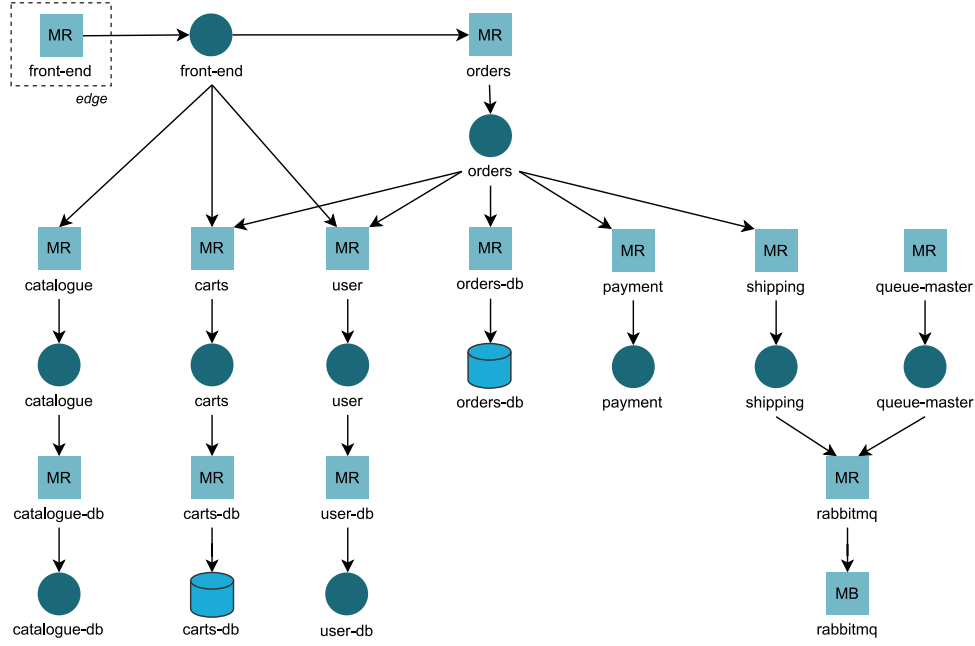 MR
MR
front-end
front-end
orders
edge
orders
MR
MR
MR
MR
MR
MR
MR
catalogue
carts
user
orders-db
payment
shipping
queue-master
catalogue
carts
user
orders-db
payment
shipping
queue-master
MR
MR
MR
MR
catalogue-db
carts-db
user-db
rabbitmq
MB
catalogue-db
carts-db
user-db
rabbitmq